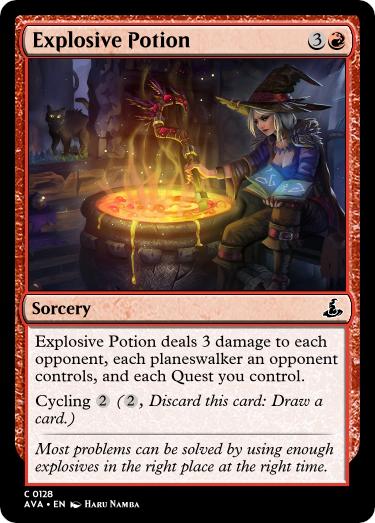 Explosive Potion 3
Sorcery
Explosive Potion deals 3 damage to each
opponent, each planeswalker an opponent
controls, and each Quest you control.
Cycling 2 (2, Discard this card: Draw a
card.)
Most problems can be solved by using enough
explosives in the right place at the right time.
C 0128
AVA • EN Haru Namba